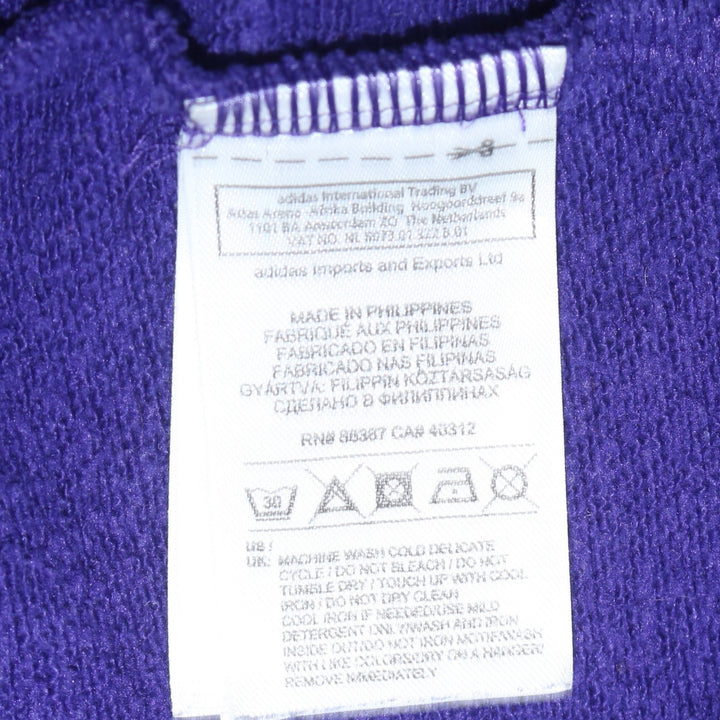 adidas International Trading BV
Adidas Arena Afrika Building, Hoogoorddreef 9a
1101 BA Amsterdam ZO The Netherlands
VAT NO. NL
adidas Imports and Exports Ltd
MADE IN PHILIPPINES
FABRIQUÉ AUX PHILIPPINES
FABRICADO EN FILIPINAS
FABRICADO NAS FILIPINAS
GYÁRTVA: FILIPPIN KÖZTÁRSASÁG
СДЕЛАНО В ФИЛИППИНАХ
RN# 88387 CA# 40312
30
US /
UK: MACHINE WASH COLD DELICATE
CYCLE / DO NOT BLEACH / DO NOT
TUMBLE DRY / TOUCH UP WITH COOL
IRON / DO NOT DRY CLEAN
COOL IRON IF NEEDED/USE MILD
DETERGENT ONLY/WASH AND IRON
INSIDE OUT/DO NOT IRON MOTIF/WASH
WITH LIKE COLORS/DRY ON A HANGER/
REMOVE IMMEDIATELY